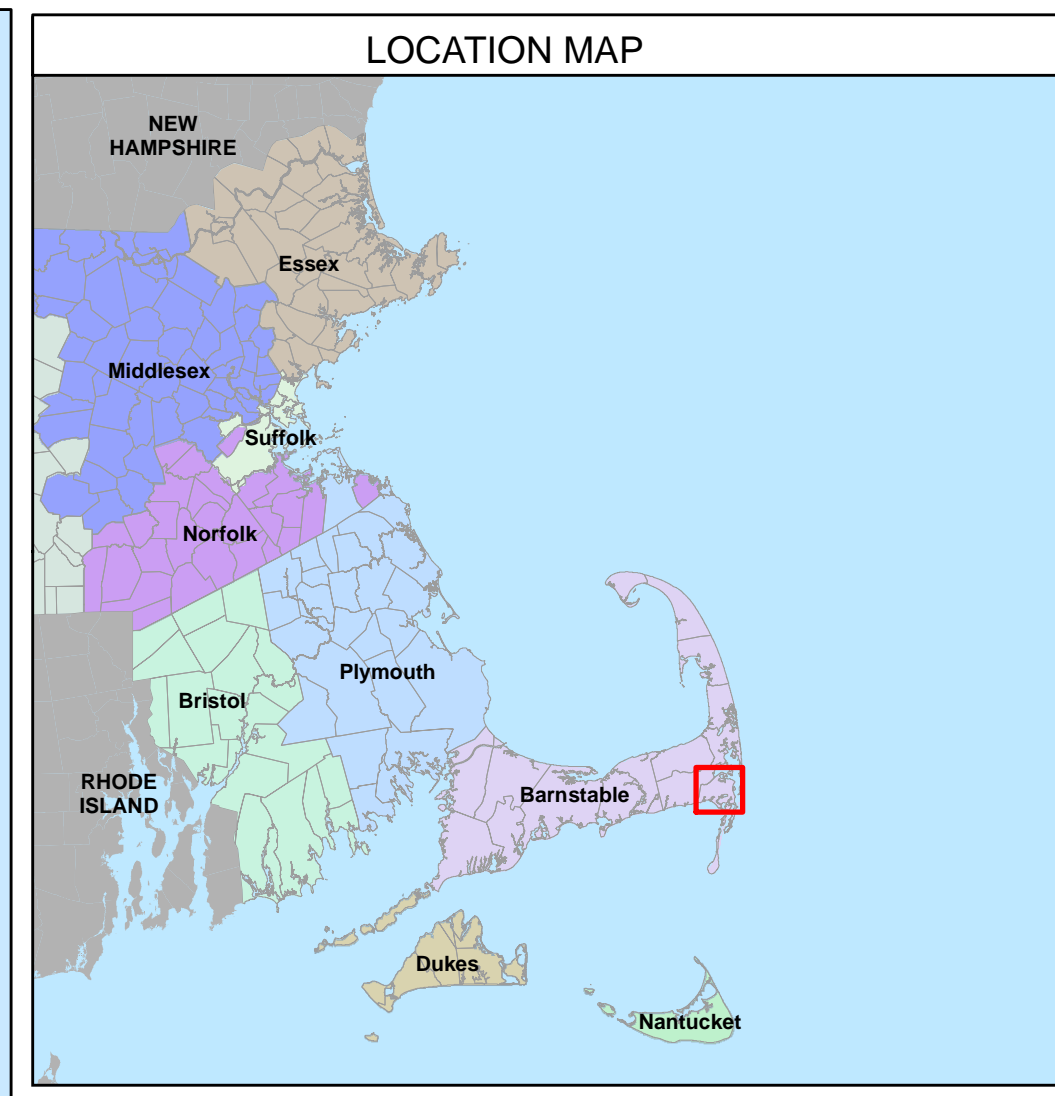 LOCATION MAP
NEW
HAMPSHIRE
Essex
Middlesex
Suffolk
Norfolk
Plymouth
Bristol
RHODE
ISLAND
Barnstable
Dukes
Nantucket